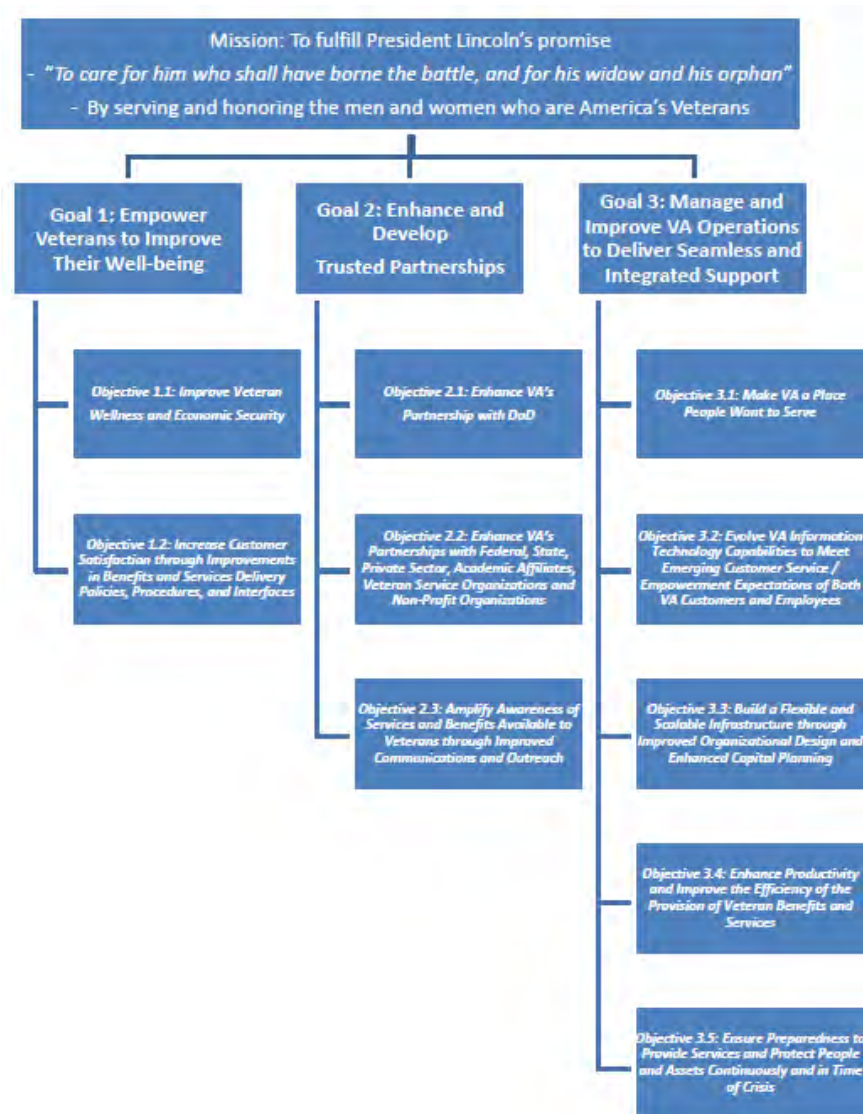 Mission: To fulfill President Lincoln's promise
- "To care for him who shall have borne the battle, and for his widow and his orphan"
- By serving and honoring the men and women who are America's Veterans
Goal 1: Empower
Veterans to Improve
Their Well-being
Goal 2: Enhance and
Develop
Trusted Partnerships
Goal 3: Manage and
Improve VA Operations
to Deliver Seamless and
Integrated Support
Objective 1.1: Improve Veteran
Wellness and Economic Security
Objective 1.2: Increase Customer
Satisfaction through Improvements
in Benefits and Services Delivery
Policies, Procedures, and Interfaces
Objective 2.1: Enhance VA's
Partnership with DoD
Objective 2.2: Enhance VA's
Partnerships with Federal, State,
Private Sector, Academic Affiliates,
Veteran Service Organizations and
Non-Profit Organizations
Objective 2.3: Amplify Awareness of
Services and Benefits Available to
Veterans through Improved
Communications and Outreach
Objective 3.1: Make VA a Place
People Want to Serve
Objective 3.2: Evolve VA Information
Technology Capabilities to Meet
Emerging Customer Service /
Empowerment Expectations of Both
VA Customers and Employees
Objective 3.3: Build a Flexible and
Scalable Infrastructure through
Improved Organizational Design and
Enhanced Capital Planning
Objective 3.4: Enhance Productivity
and Improve the Efficiency of the
Provision of Veteran Benefits and
Services
Objective 3.5: Ensure Preparedness to
Provide Services and Protect People
and Assets Continuously and in Time
of Crisis